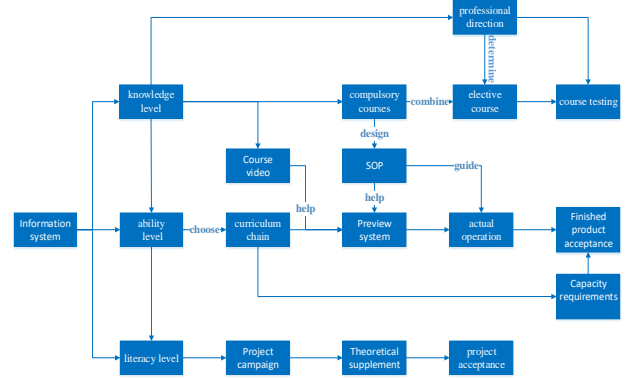 professional
direction
determine
knowledge
level
compulsory
courses
combine
elective
course
course testing
design
Course
video
SOP
guide
help
help
Information
system
ability
level
choose
curriculum
chain
Preview
system
actual
operation
Finished
product
acceptance
Capacity
requirements
literacy level
Project
campaign
Theoretical
supplement
project
acceptance